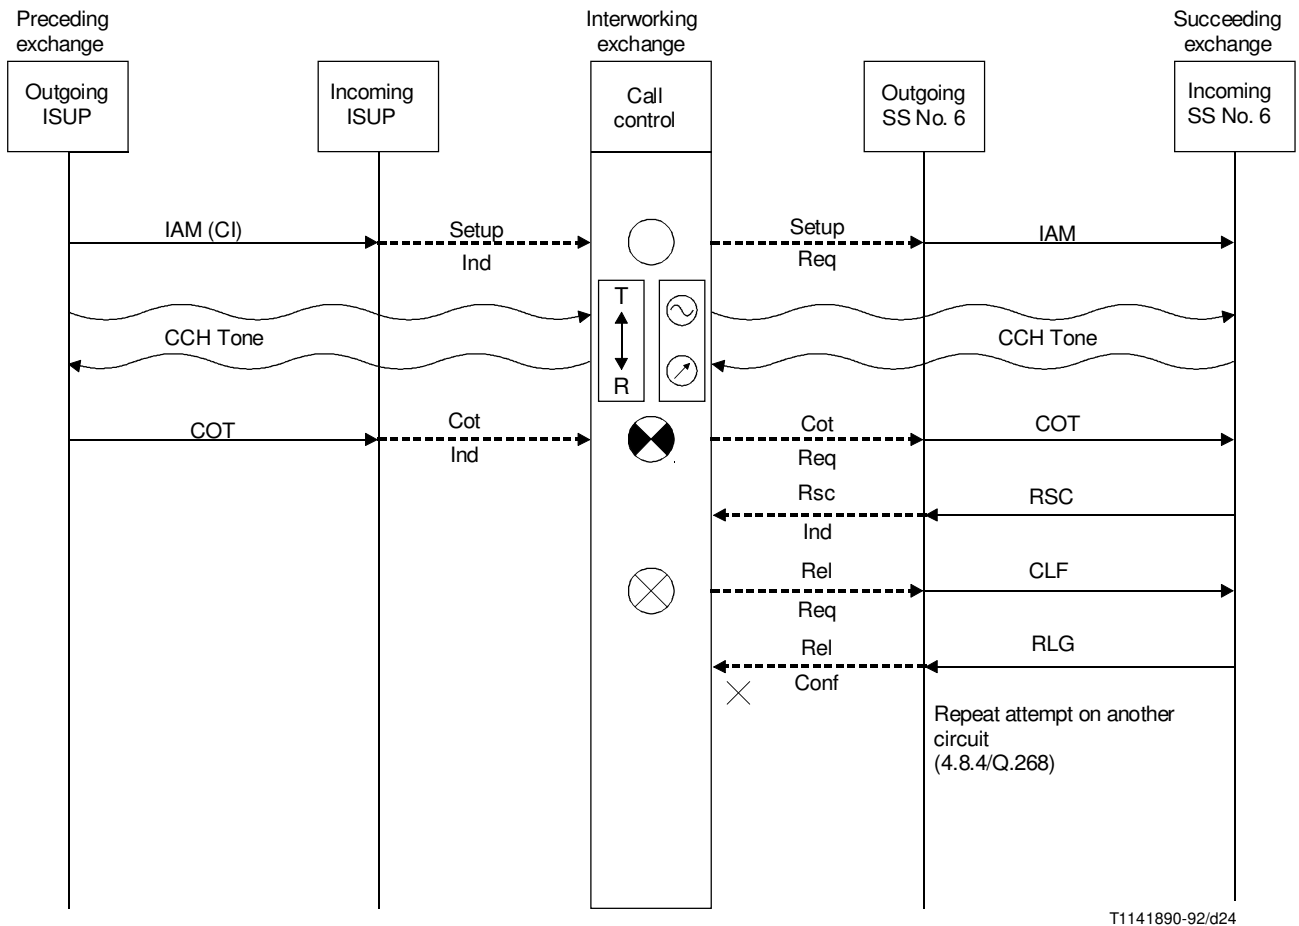 Preceding
exchange
Interworking
exchange
Succeeding
exchange
Outgoing
ISUP
Incoming
ISUP
Call
control
Outgoing
SS No. 6
Incoming
SS No. 6
IAM (CI)
Setup
Ind
Setup
Req
IAM
T
R
CCH Tone
CCH Tone
COT
Cot
Ind
Cot
Req
COT
Rsc
Ind
RSC
Rel
Req
CLF
Rel
Conf
RLG
Repeat attempt on another
circuit
(4.8.4/Q.268)
T1141890-92/d24